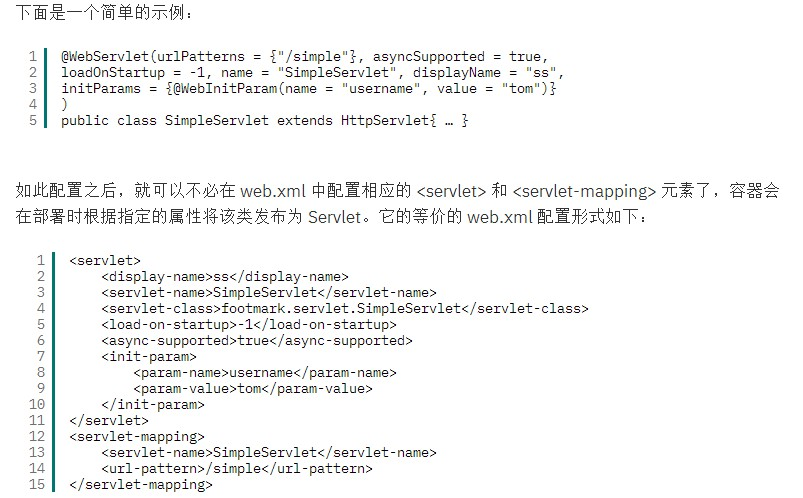 下面是一个简单的示例：
1 @WebServlet(urlPatterns = {"/simple"}, asyncSupported = true,
2 loadOnStartup = -1, name = "SimpleServlet", displayName = "ss",
3 initParams = {@WebInitParam(name = "username", value = "tom")}
4 )
5 public class SimpleServlet extends HttpServlet{ … }
如此配置之后，就可以不必在 web.xml 中配置相应的 <servlet> 和 <servlet-mapping> 元素了，容器会
在部署时根据指定的属性将该类发布为 Servlet。它的等价的 web.xml 配置形式如下：
1 <servlet>
2     <display-name>ss</display-name>
3     <servlet-name>SimpleServlet</servlet-name>
4     <servlet-class>footmark.servlet.SimpleServlet</servlet-class>
5     <load-on-startup>-1</load-on-startup>
6     <async-supported>true</async-supported>
7     <init-param>
8         <param-name>username</param-name>
9         <param-value>tom</param-value>
10     </init-param>
11 </servlet>
12 <servlet-mapping>
13     <servlet-name>SimpleServlet</servlet-name>
14     <url-pattern>/simple</url-pattern>
15 </servlet-mapping>